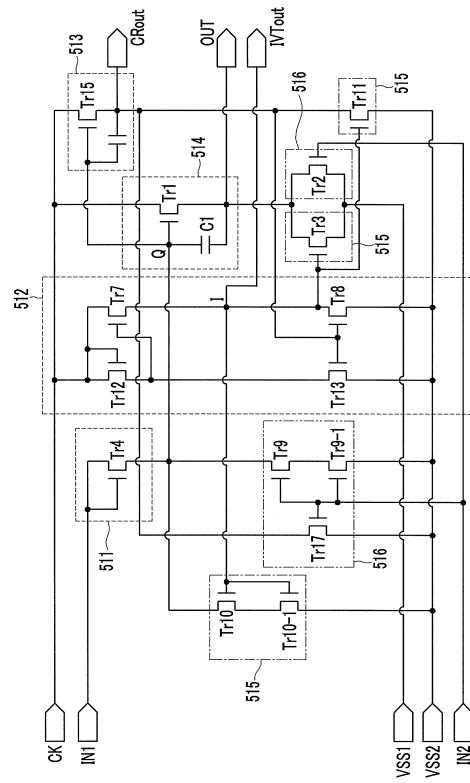 CK
IN1
VSS1
VSS2
IN2
515
Tr10
Tr10-1
511
Tr4
Tr17
Tr9
Tr9-1
516
512
Tr12
Tr7
Tr13
Tr8
I
Q
Tr1
C1
514
Tr3
Tr2
515
516
513
Tr15
Tr11
515
CRout
OUT
IVTout